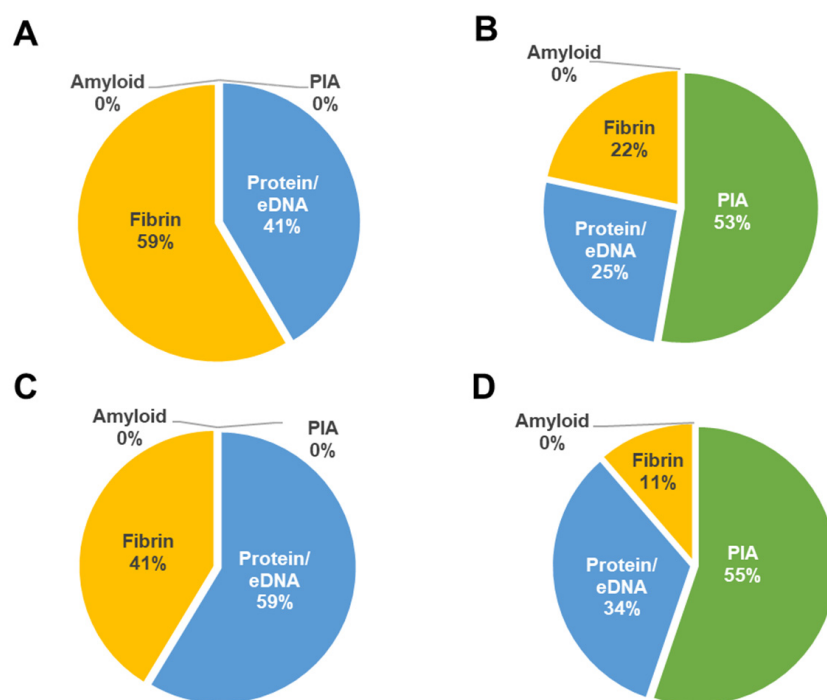 A
Amyloid
0%
PIA
0%
Protein/
eDNA
41%
Fibrin
59%
B
Amyloid
0%
Fibrin
22%
PIA
53%
Protein/
eDNA
25%
C
Amyloid
0%
PIA
0%
Fibrin
41%
Protein/
eDNA
59%
D
Amyloid
0%
Fibrin
11%
PIA
55%
Protein/
eDNA
34%